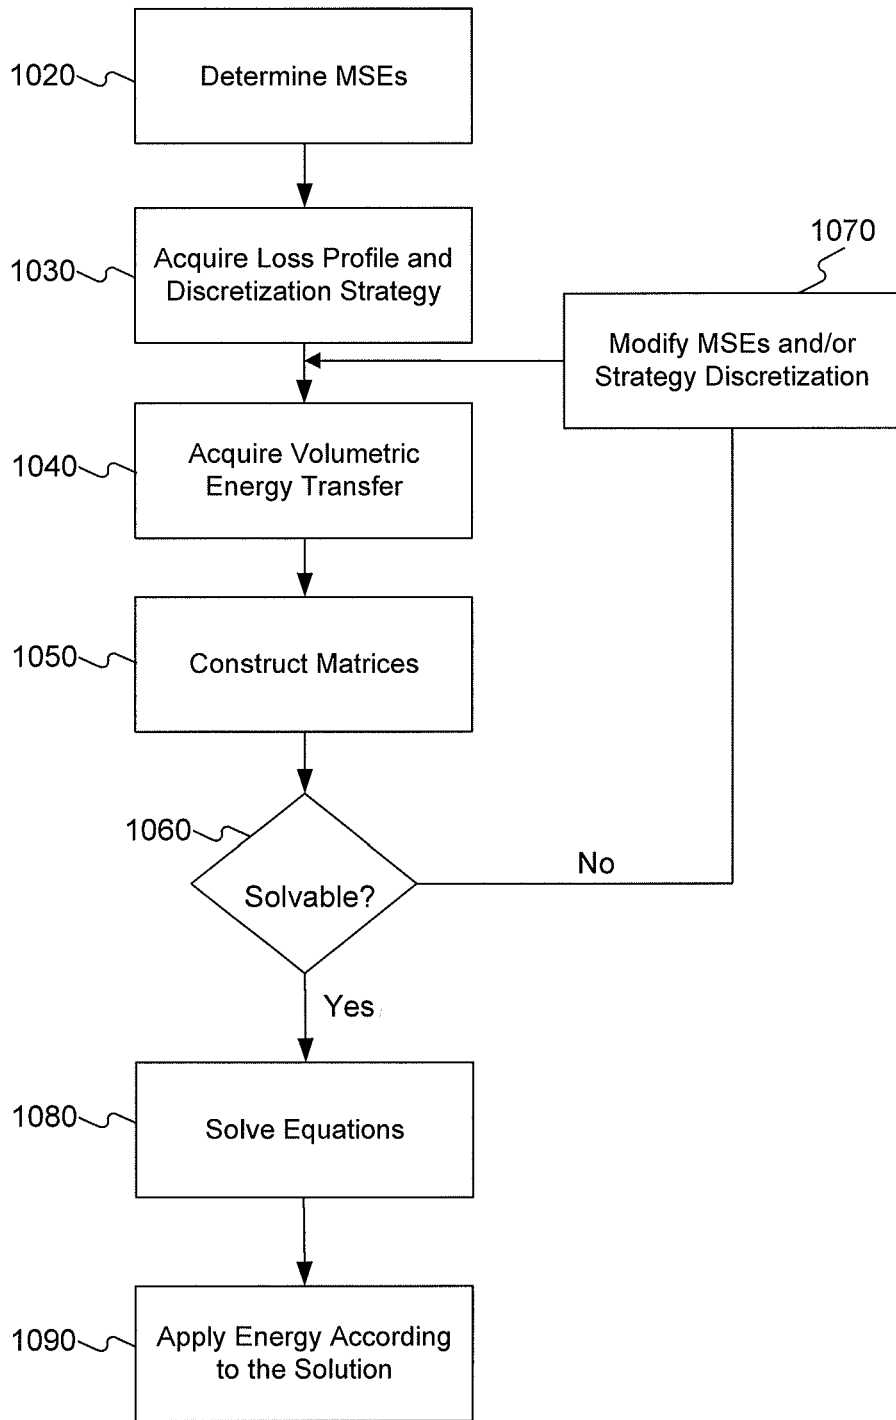 1020
Determine MSEs
1030
Acquire Loss Profile and
Discretization Strategy
1070
Modify MSEs and/or
Strategy Discretization
1040
Acquire Volumetric
Energy Transfer
1050
Construct Matrices
1060
Solvable?
No
Yes
1080
Solve Equations
1090
Apply Energy According
to the Solution